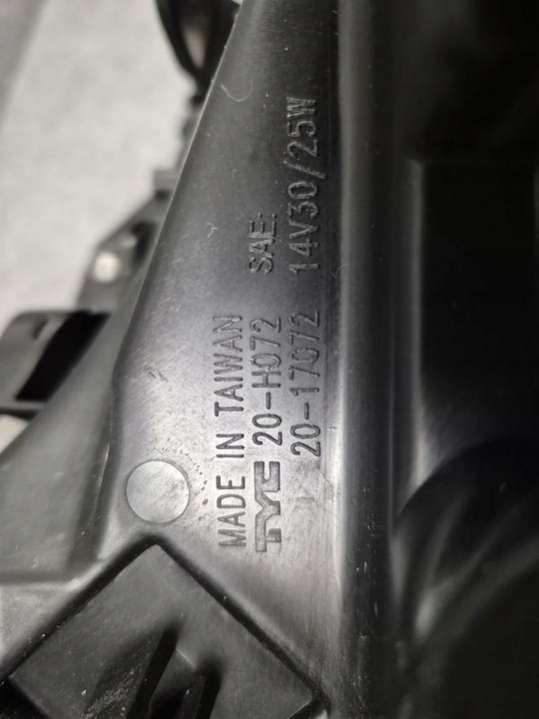 MADE IN TAIWAN
TYC 20-H072 SAE:
20-17072 14V30/25W